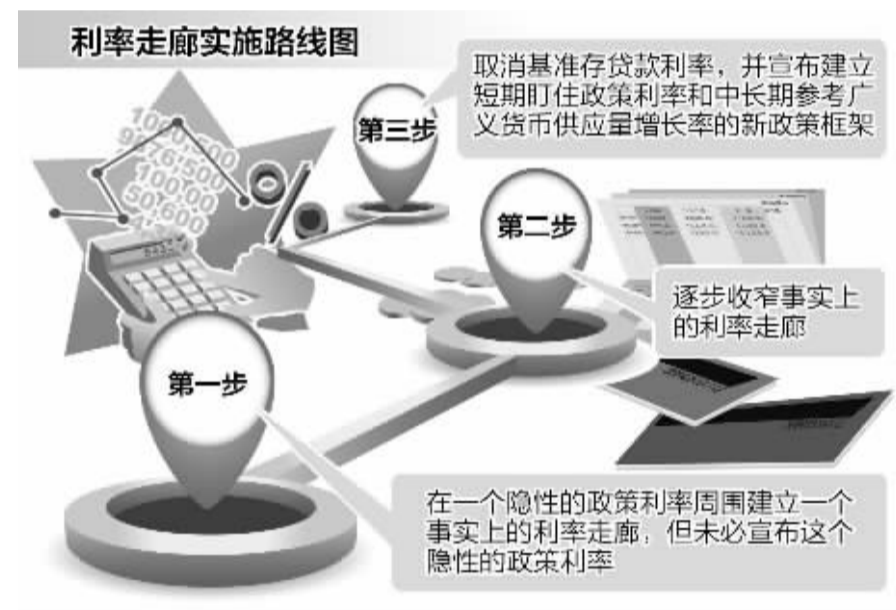 利率走廊实施路线图
取消基准存贷款利率，并宣布建立
短期盯住政策利率和中长期参考广
义货币供应量增长率的新政策框架
第三步
第二步
逐步收窄事实上
的利率走廊
第一步
在一个隐性的政策利率周围建立一个
事实上的利率走廊，但未必宣布这个
隐性的政策利率